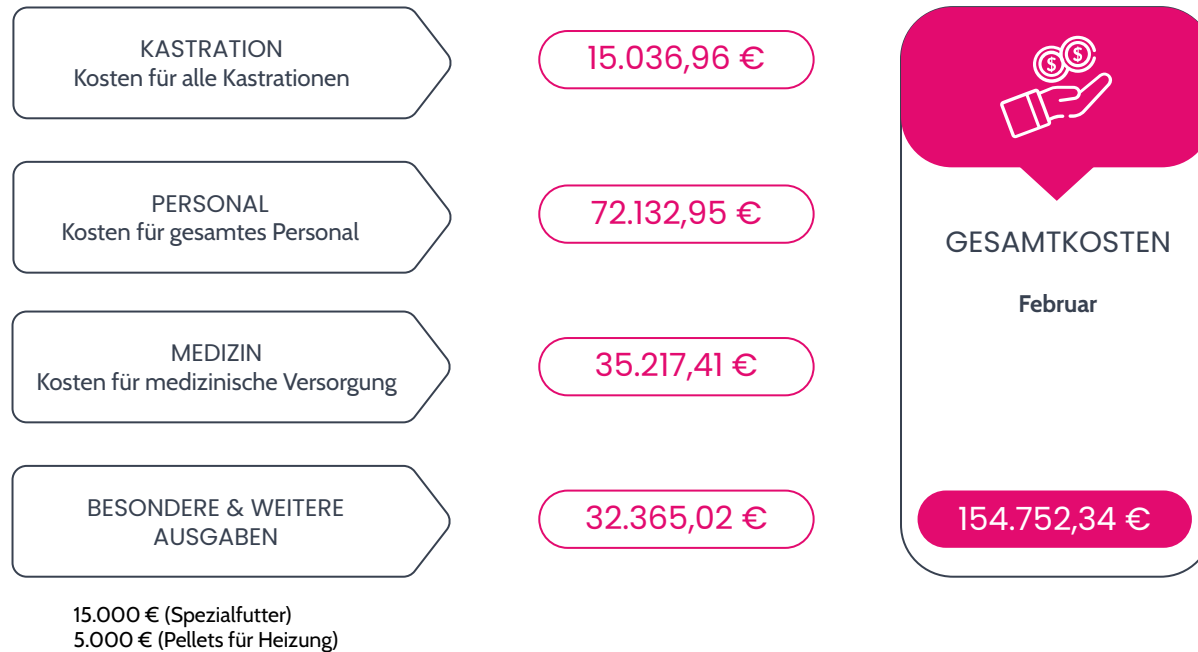 KASTRATION
Kosten für alle Kastrationen
15.036,96 €
PERSONAL
Kosten für gesamtes Personal
72.132,95 €
MEDIZIN
Kosten für medizinische Versorgung
35.217,41 €
BESONDERE & WEITERE
AUSGABEN
32.365,02 €
15.000 € (Spezialfutter)
5.000 € (Pellets für Heizung)
$ $
GESAMTKOSTEN
Februar
154.752,34 €